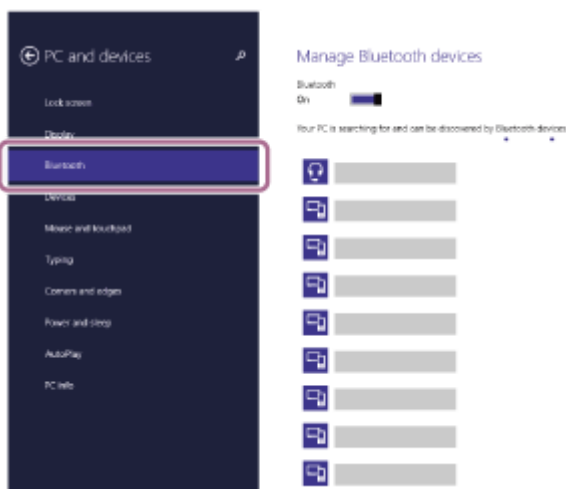 PC and devices
Lock screen
Display
Bluetooth
Devices
Mouse and touchpad
Typing
Corners and edges
Power and sleep
AutoPlay
PC info
Manage Bluetooth devices
Bluetooth
On
Your PC is searching for and can be discovered by Bluetooth devices